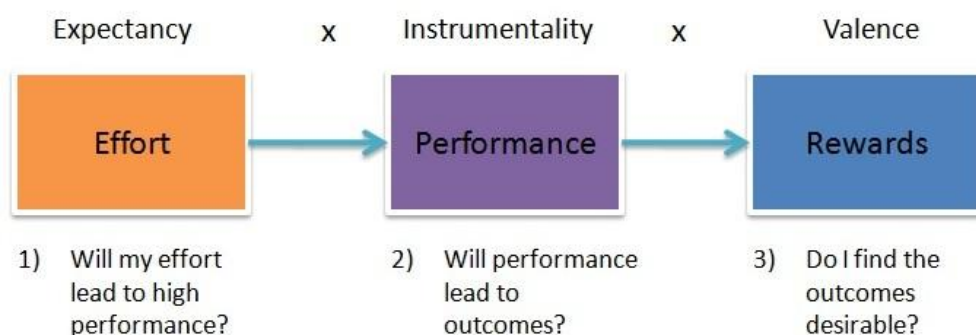 Expectancy x Instrumentality x Valence
Effort Performance Rewards
1) Will my effort
lead to high
performance?
2) Will performance
lead to
outcomes?
3) Do I find the
outcomes
desirable?